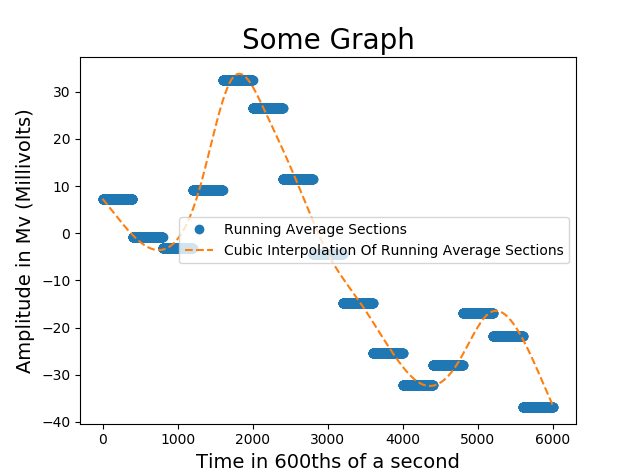 Some Graph
Amplitude in Mv (Millivolts)
30
20
10
0
−10
−20
−30
−40
Running Average Sections
Cubic Interpolation Of Running Average Sections
0 1000 2000 3000 4000 5000 6000
Time in 600ths of a second